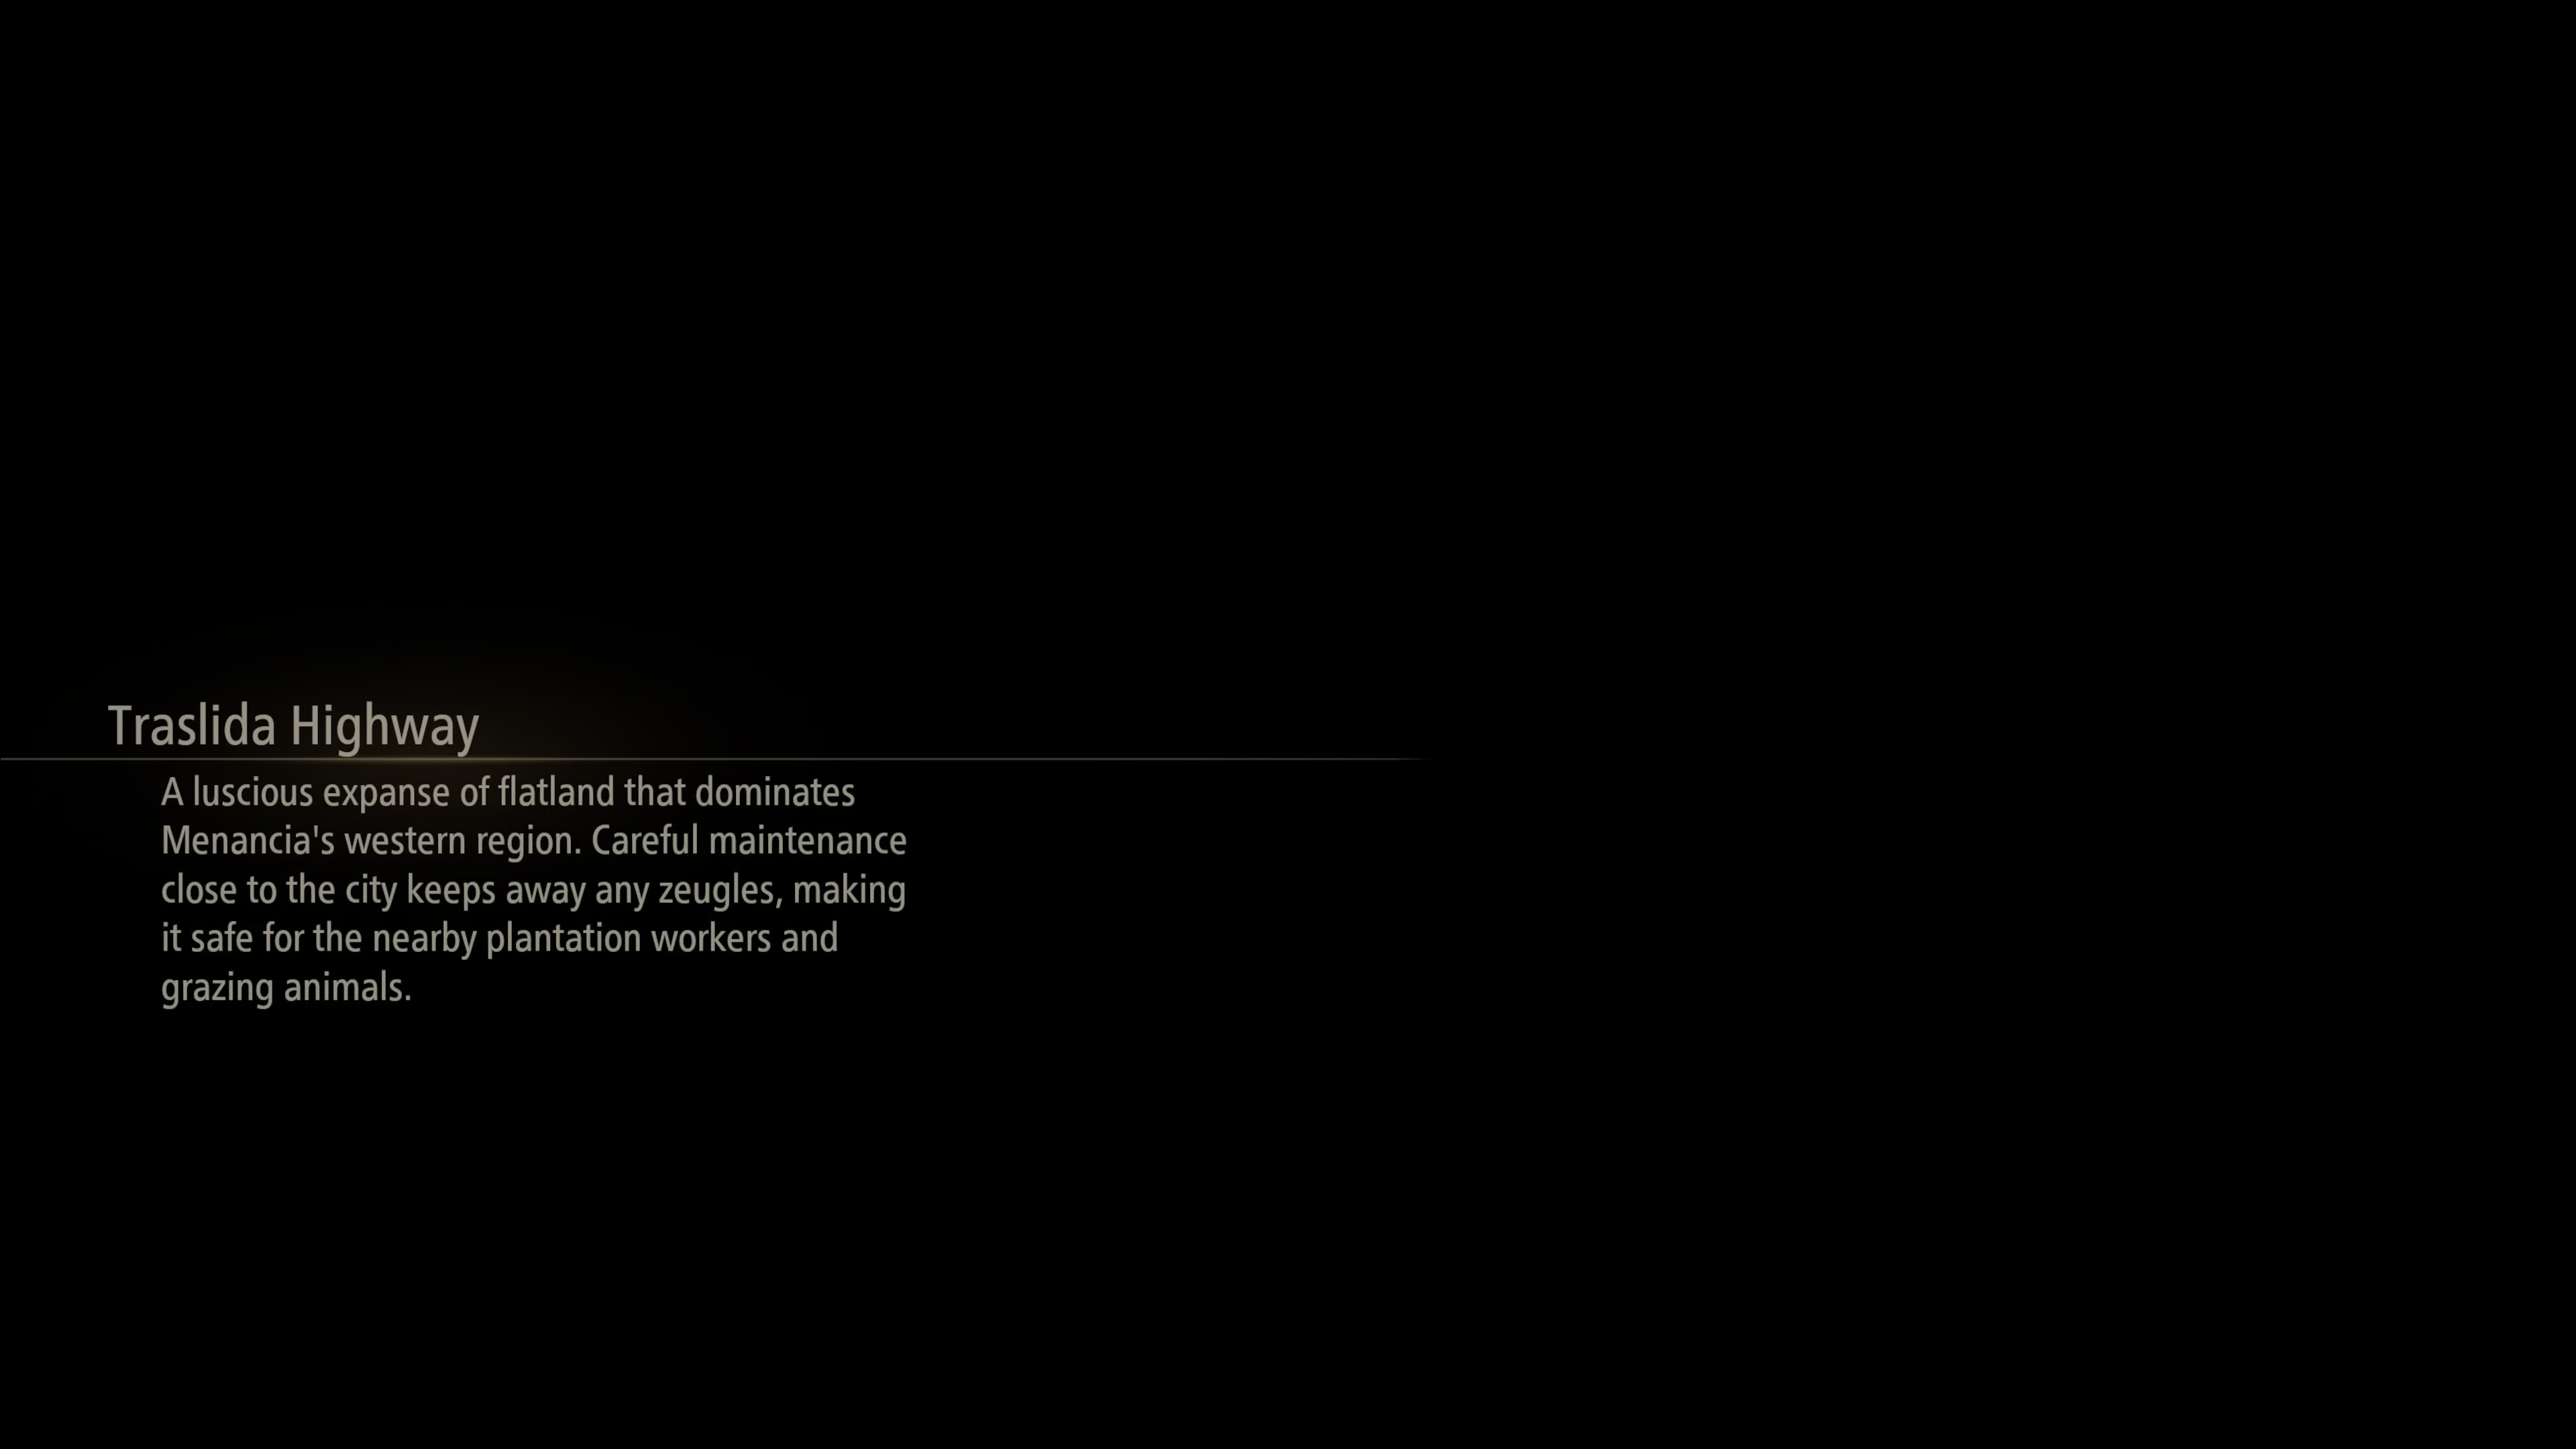 Traslida Highway
A luscious expanse of flatland that dominates
Menancia's western region. Careful maintenance
close to the city keeps away any zeugles, making
it safe for the nearby plantation workers and
grazing animals.